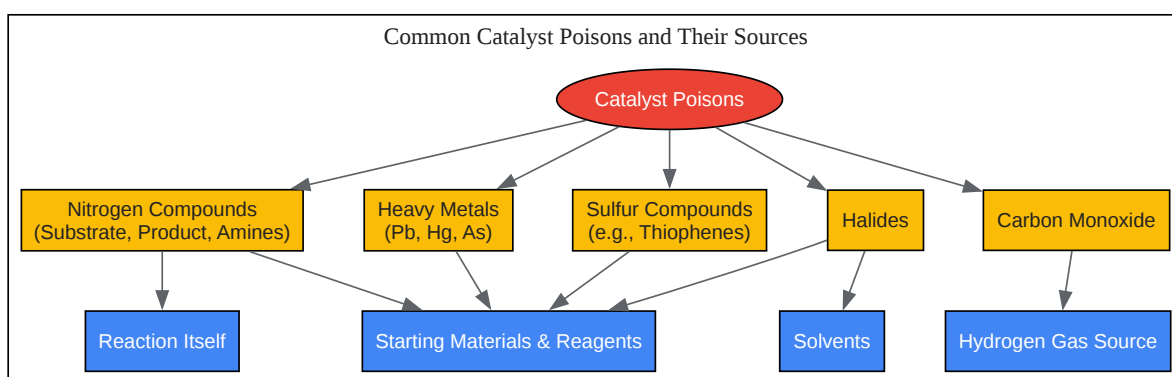 Common Catalyst Poisons and Their Sources
Catalyst Poisons
Nitrogen Compounds
(Substrate, Product, Amines)
Heavy Metals
(Pb, Hg, As)
Sulfur Compounds
(e.g., Thiophenes)
Halides
Carbon Monoxide
Reaction Itself
Starting Materials & Reagents
Solvents
Hydrogen Gas Source